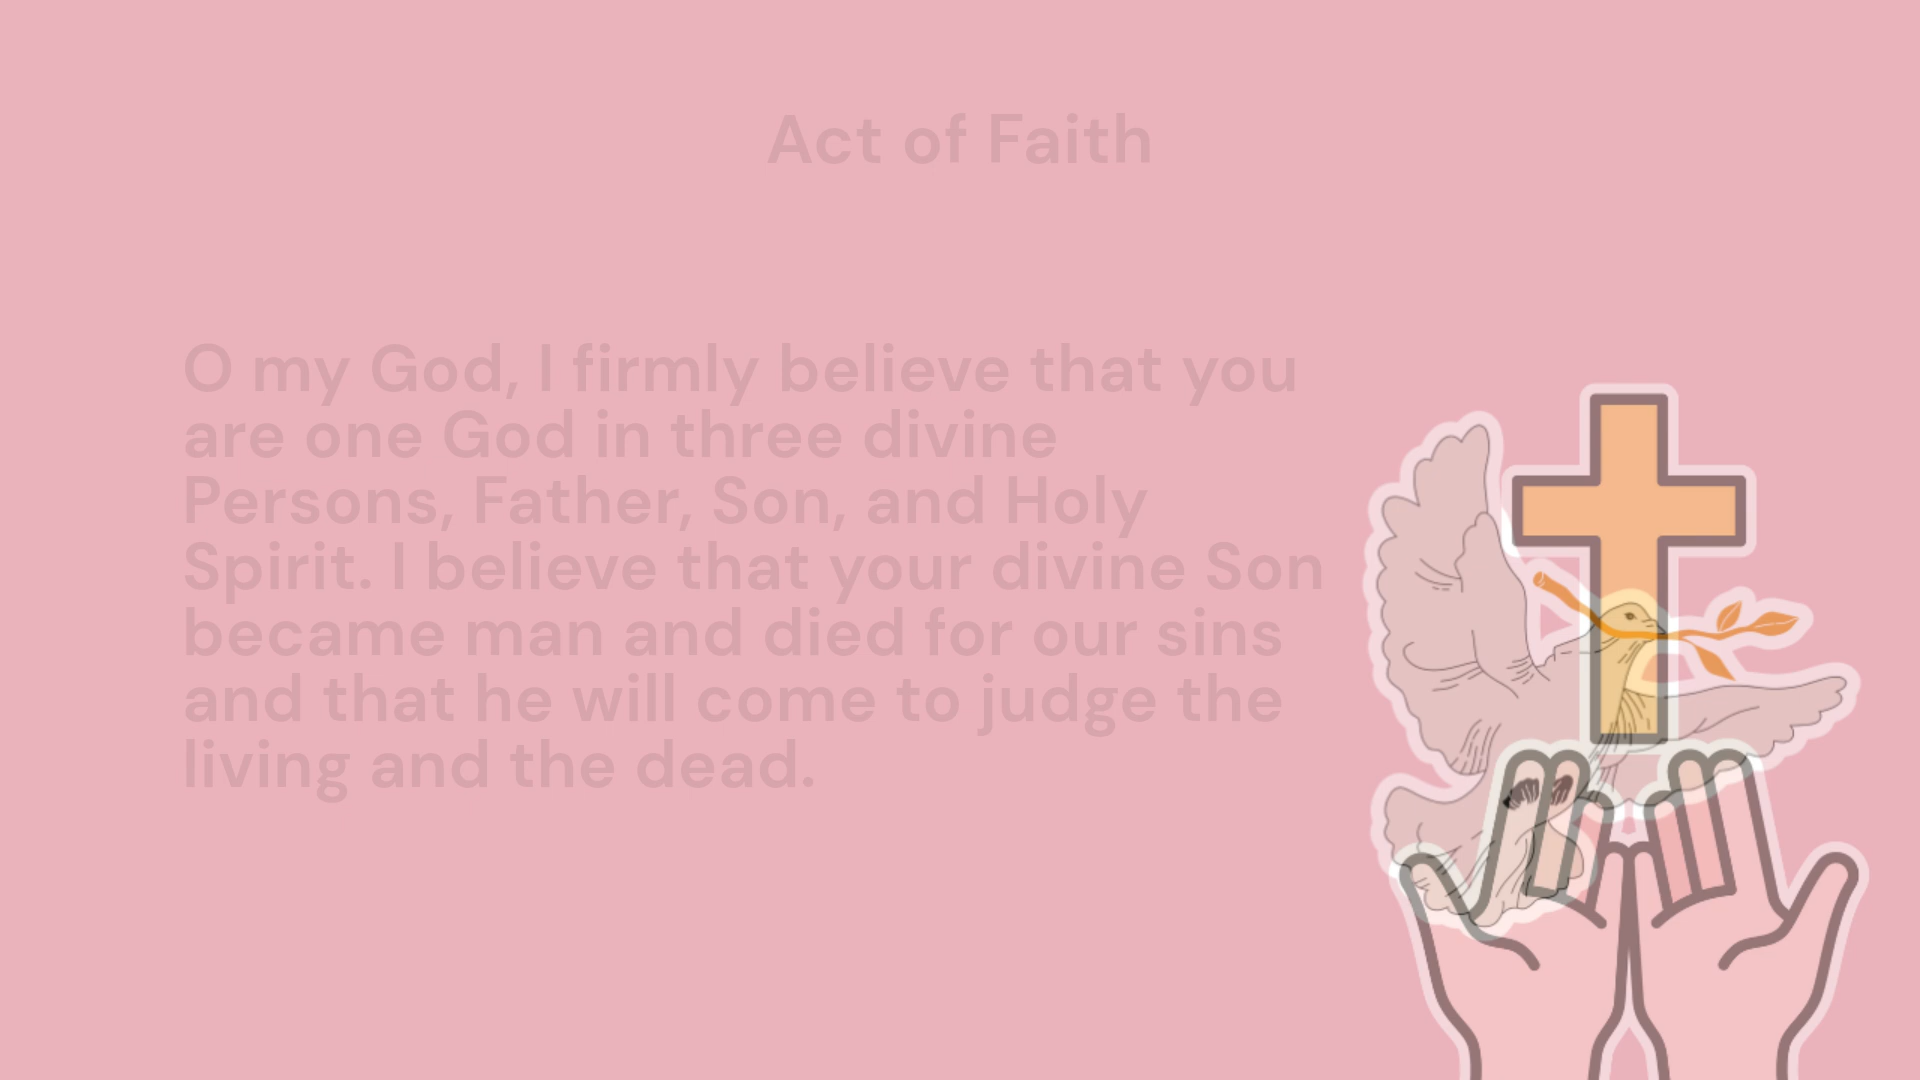 Act of Faith
O my God, I firmly believe that you
are one God in three divine
Persons, Father, Son, and Holy
Spirit. I believe that your divine Son
became man and died for our sins
and that he will come to judge the
living and the dead.